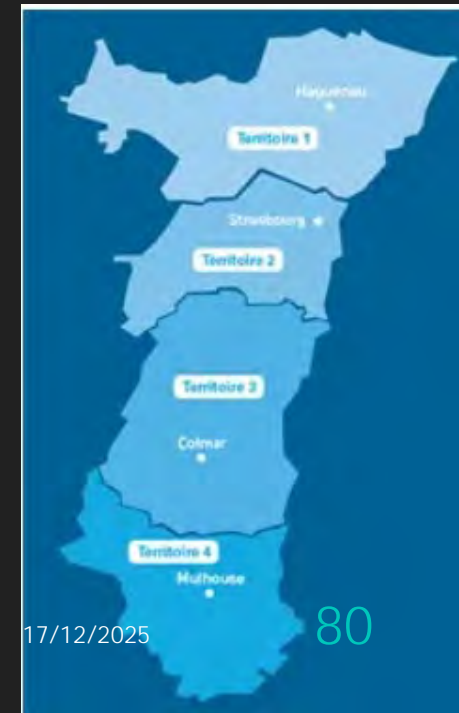 Haguenau
Territoire 1
Strasbourg
Territoire 2
Territoire 3
Colmar
Territoire 4
Mulhouse
17/12/2025
80